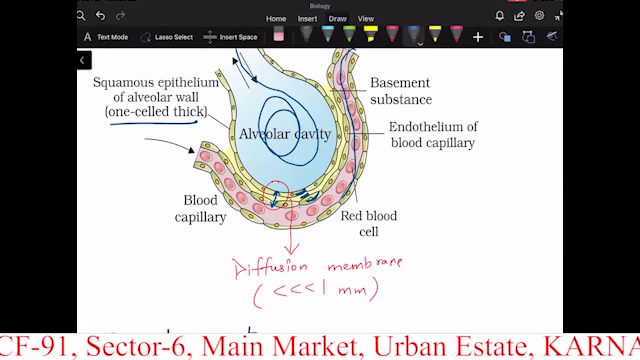 Biology
Home Insert Draw View
Text Mode Lasso Select Insert Space
Squamous epithelium
of alveolar wall
(one-celled thick)
Alveolar cavity
Basement
substance
Endothelium of
blood capillary
Blood
capillary
Red blood
cell
Diffusion membrane
( <<< 1 mm )
CF-91, Sector-6, Main Market, Urban Estate, KARNA